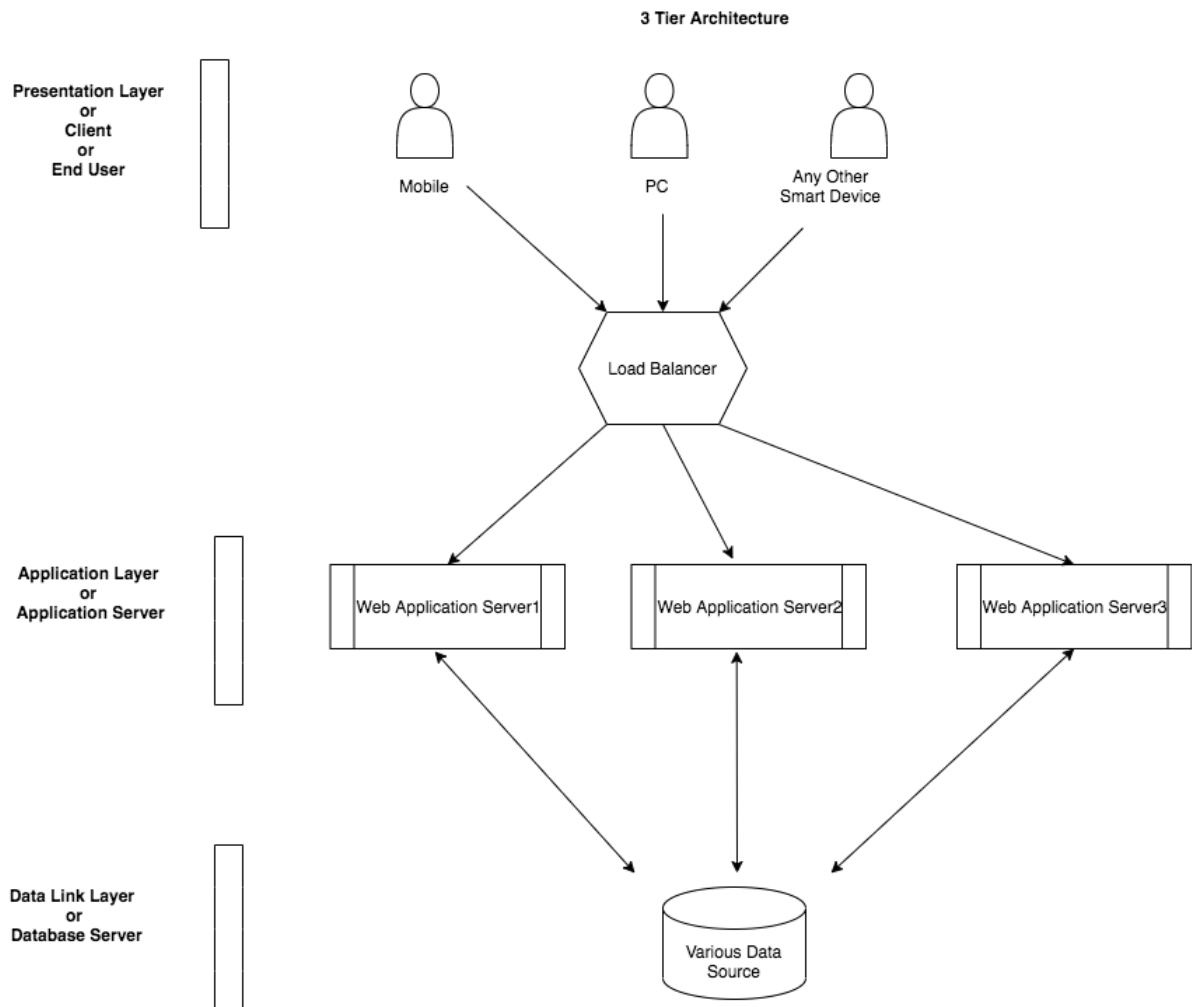 3 Tier Architecture
Presentation Layer
or
Client
or
End User
Mobile
PC
Any Other
Smart Device
Load Balancer
Application Layer
or
Application Server
Web Application Server1
Web Application Server2
Web Application Server3
Data Link Layer
or
Database Server
Various Data
Source